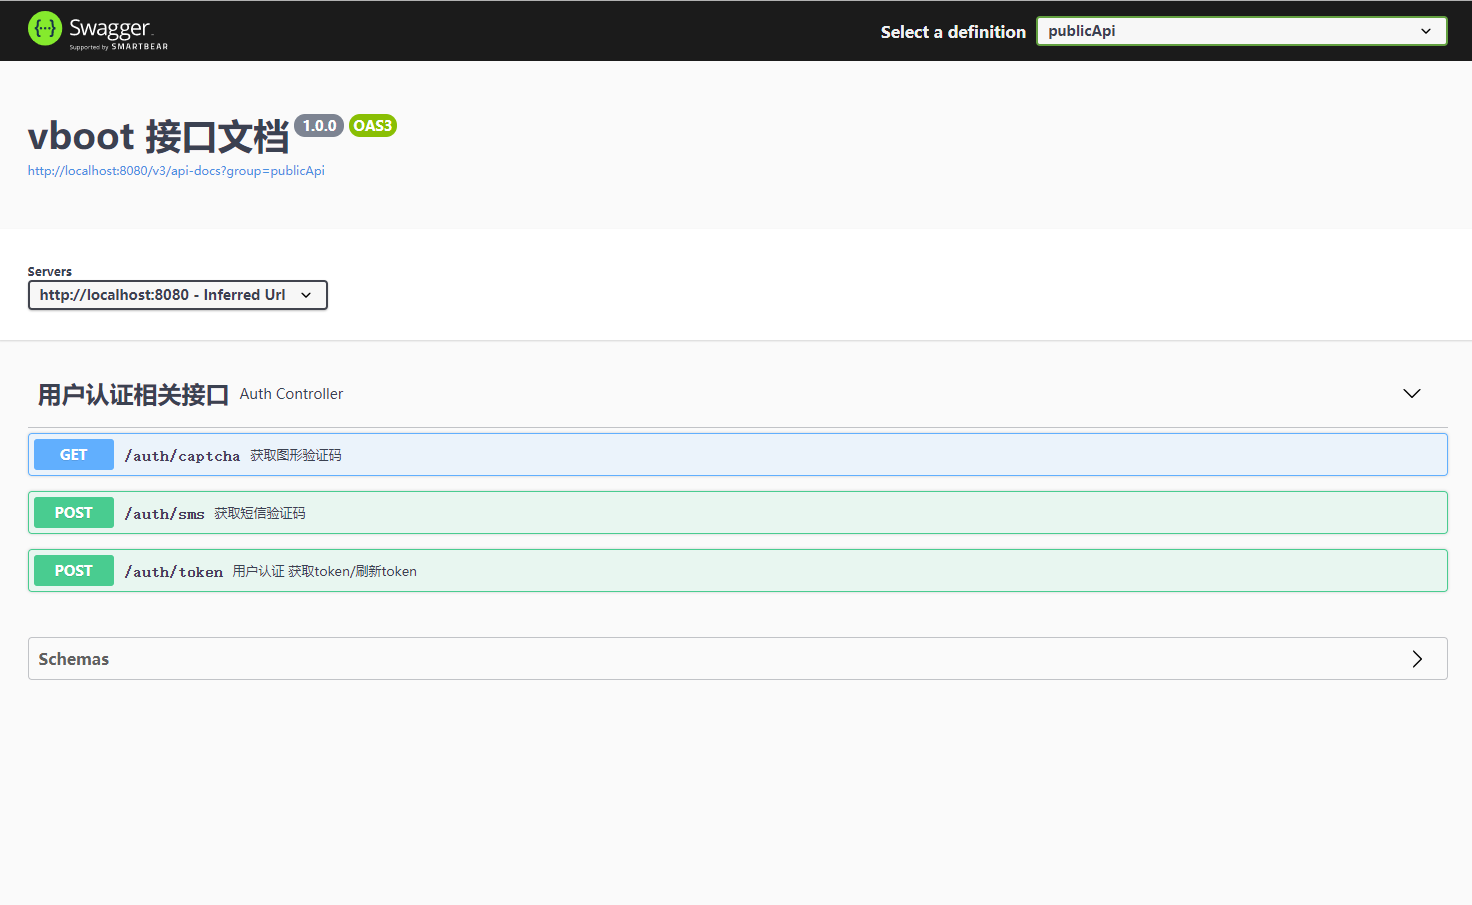 Swagger
Supported by SMARTBEAR
Select a definition
publicApi
vboot 接口文档 1.0.0 OAS3
http://localhost:8080/v3/api-docs?group=publicApi
Servers
http://localhost:8080 - Inferred Url
用户认证相关接口 Auth Controller
GET /auth/captcha 获取图形验证码
POST /auth/sms 获取短信验证码
POST /auth/token 用户认证 获取token/刷新token
Schemas